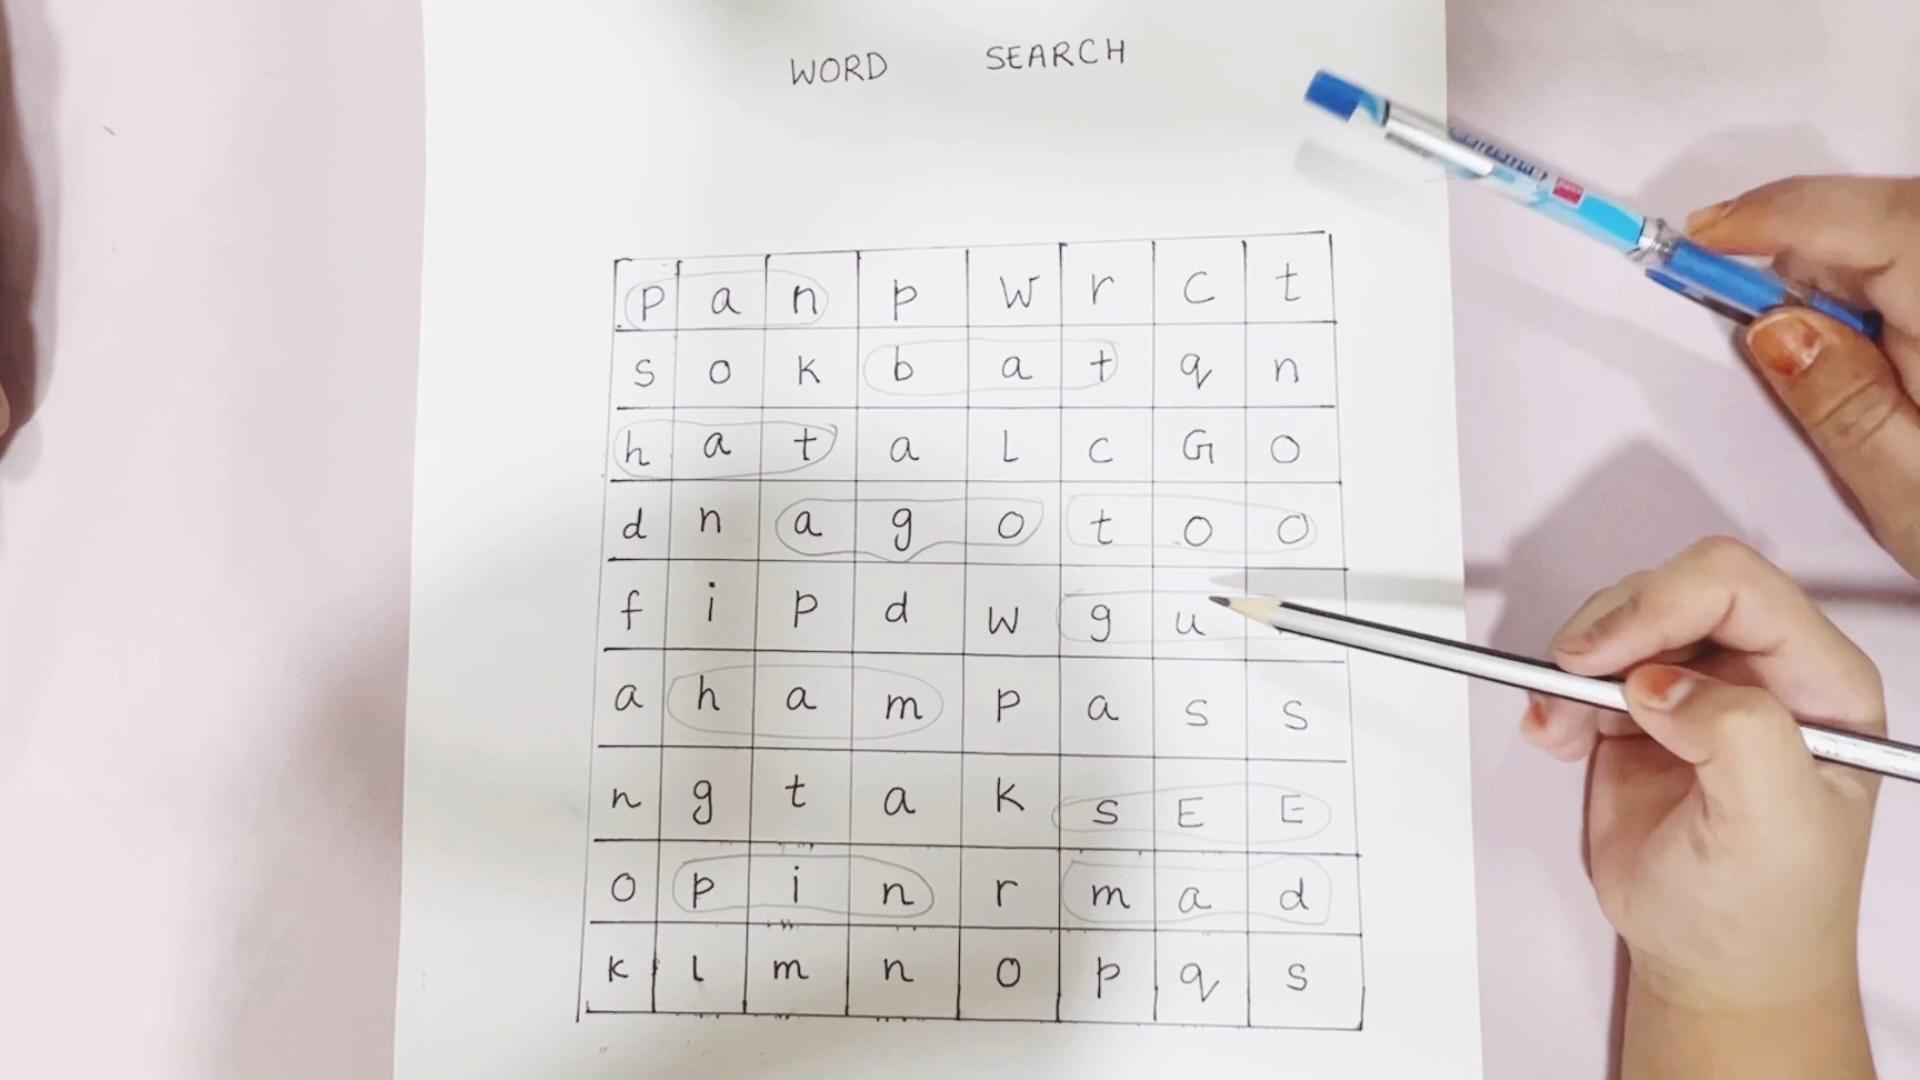 WORD SEARCH
p a n p w r c t
s o k b a t q n
h a t a L c G O
d n a g o t o o
f i p d w g u
a h a m p a s s
n g t a k s E E
o p i n r m a d
k l m n o p q s